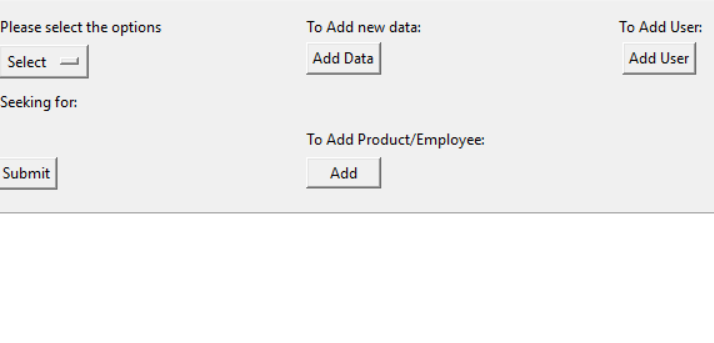 Please select the options
To Add new data:
To Add User:
Select
Add Data
Add User
Seeking for:
To Add Product/Employee:
Submit
Add